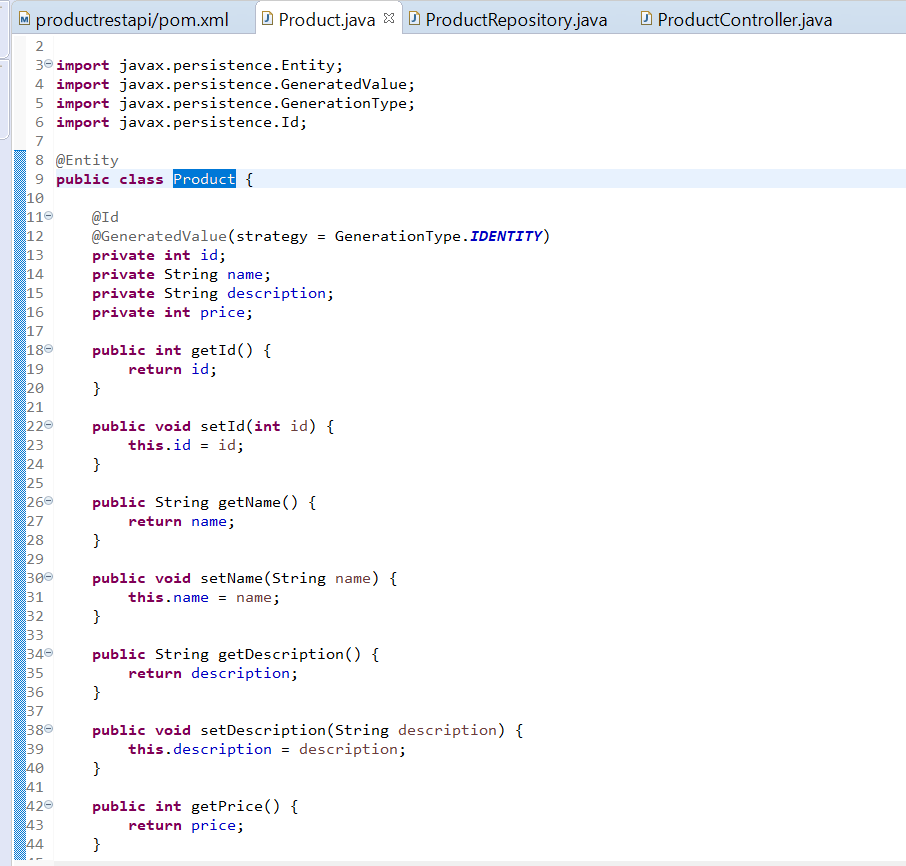 productrestapi/pom.xml Product.java ProductRepository.java ProductController.java
2
3 import javax.persistence.Entity;
4 import javax.persistence.GeneratedValue;
5 import javax.persistence.GenerationType;
6 import javax.persistence.Id;
7
8 @Entity
9 public class Product {
10
11 @Id
12 @GeneratedValue(strategy = GenerationType.IDENTITY)
13 private int id;
14 private String name;
15 private String description;
16 private int price;
17
18 public int getId() {
19 return id;
20 }
21
22 public void setId(int id) {
23 this.id = id;
24 }
25
26 public String getName() {
27 return name;
28 }
29
30 public void setName(String name) {
31 this.name = name;
32 }
33
34 public String getDescription() {
35 return description;
36 }
37
38 public void setDescription(String description) {
39 this.description = description;
40 }
41
42 public int getPrice() {
43 return price;
44 }